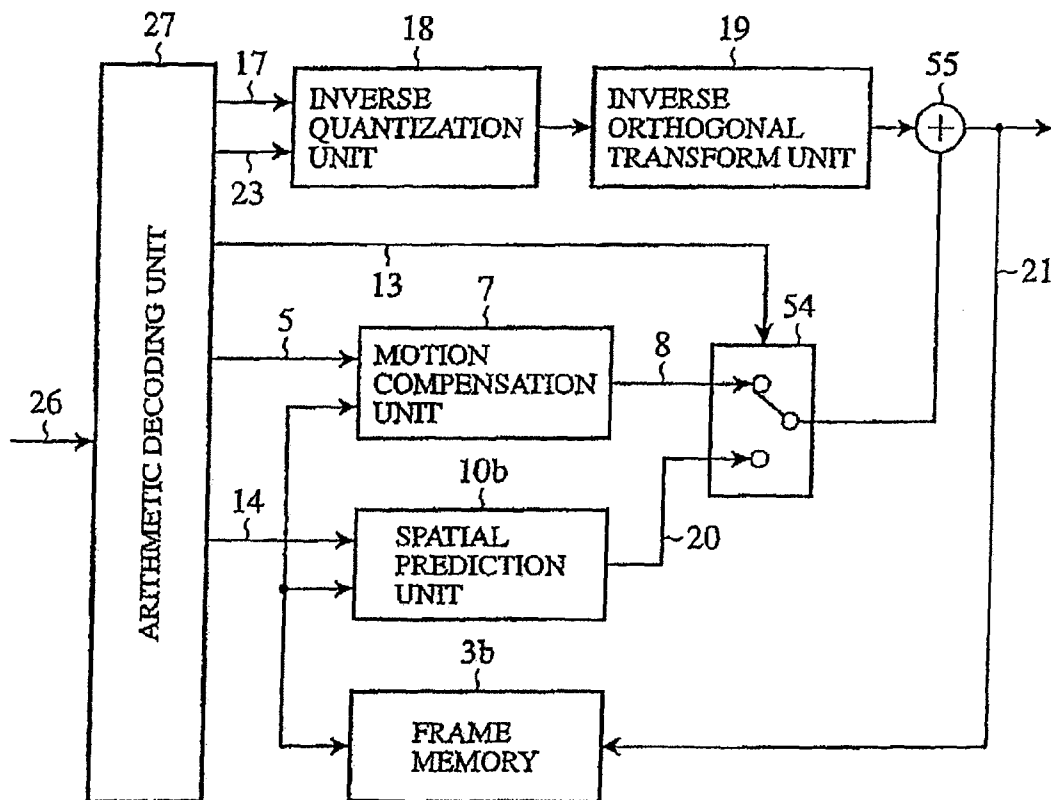 27
17
18
19
55
INVERSE
QUANTIZATION
UNIT
INVERSE
ORTHOGONAL
TRANSFORM UNIT
23
13
21
ARITHMETIC DECODING UNIT
5
7
MOTION
COMPENSATION
UNIT
8
54
26
14
10b
SPATIAL
PREDICTION
UNIT
20
3b
FRAME
MEMORY